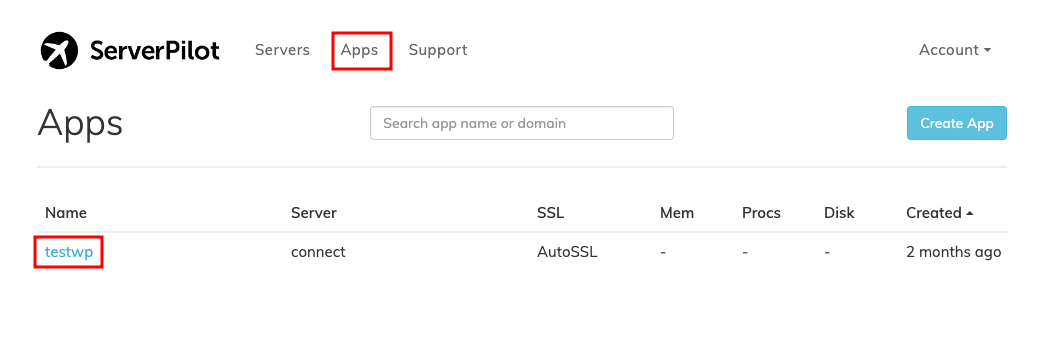 ServerPilot Servers Apps Support Account
Apps Search app name or domain Create App
Name Server SSL Mem Procs Disk Created
testwp connect AutoSSL - - - 2 months ago